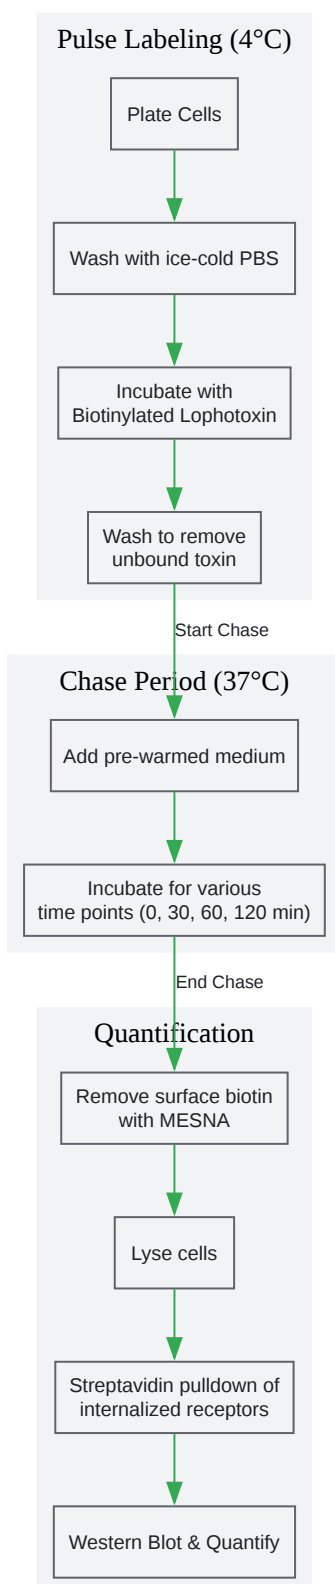 Pulse Labeling (4°C)
Plate Cells
Wash with ice-cold PBS
Incubate with
Biotinylated Lophotoxin
Wash to remove
unbound toxin
Start Chase
Chase Period (37°C)
Add pre-warmed medium
Incubate for various
time points (0, 30, 60, 120 min)
End Chase
Quantification
Remove surface biotin
with MESNA
Lyse cells
Streptavidin pulldown of
internalized receptors
Western Blot & Quantify